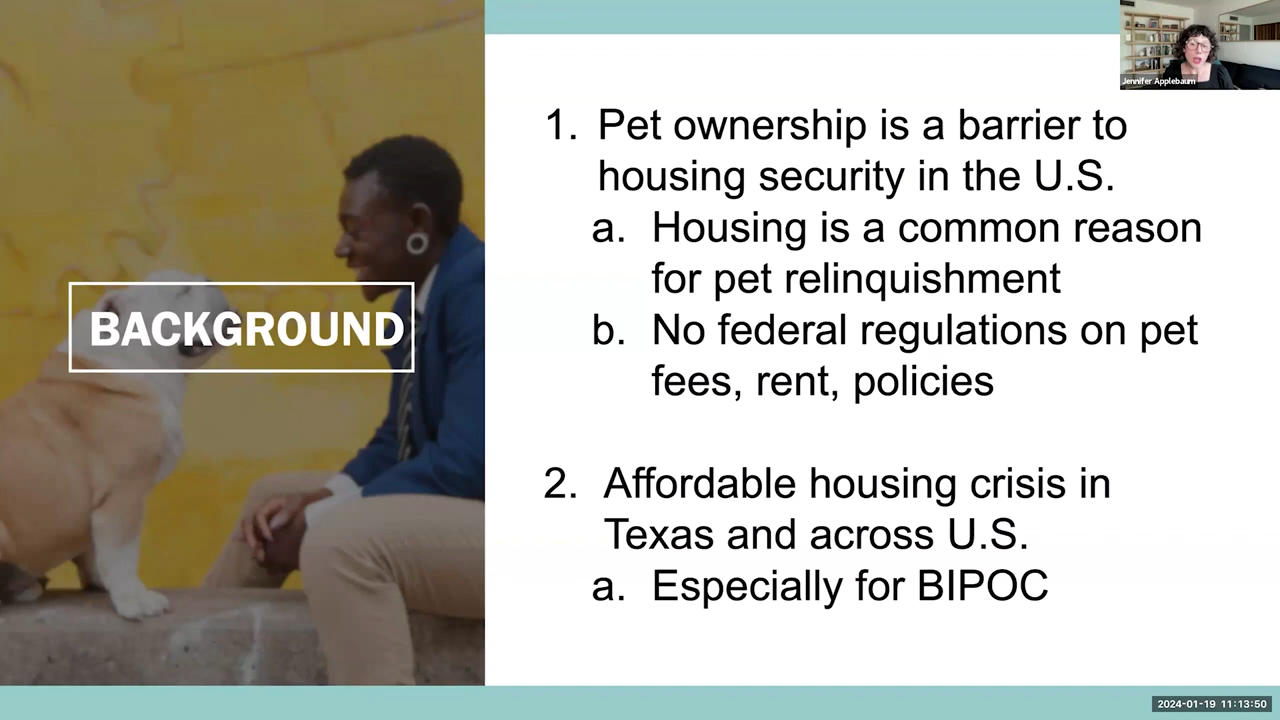 Jennifer Applebaum
BACKGROUND
1. Pet ownership is a barrier to
housing security in the U.S.
a. Housing is a common reason
for pet relinquishment
b. No federal regulations on pet
fees, rent, policies
2. Affordable housing crisis in
Texas and across U.S.
a. Especially for BIPOC
2024-01-19 11:13:50